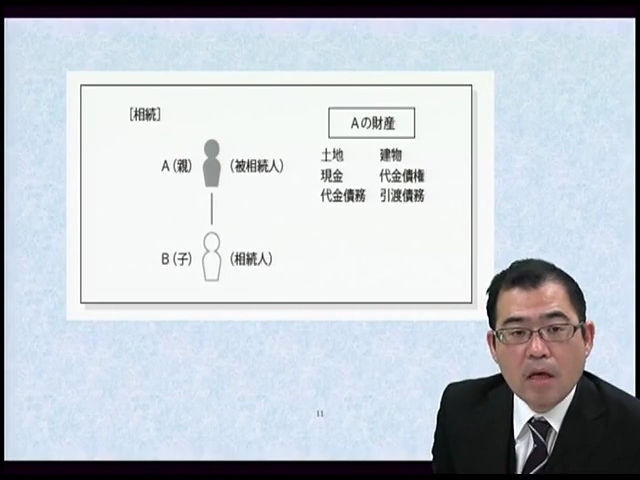 [相続]
Aの財産
A(親) (被相続人)
土地 建物
現金 代金債権
代金債務 引渡債務
B(子) (相続人)
11